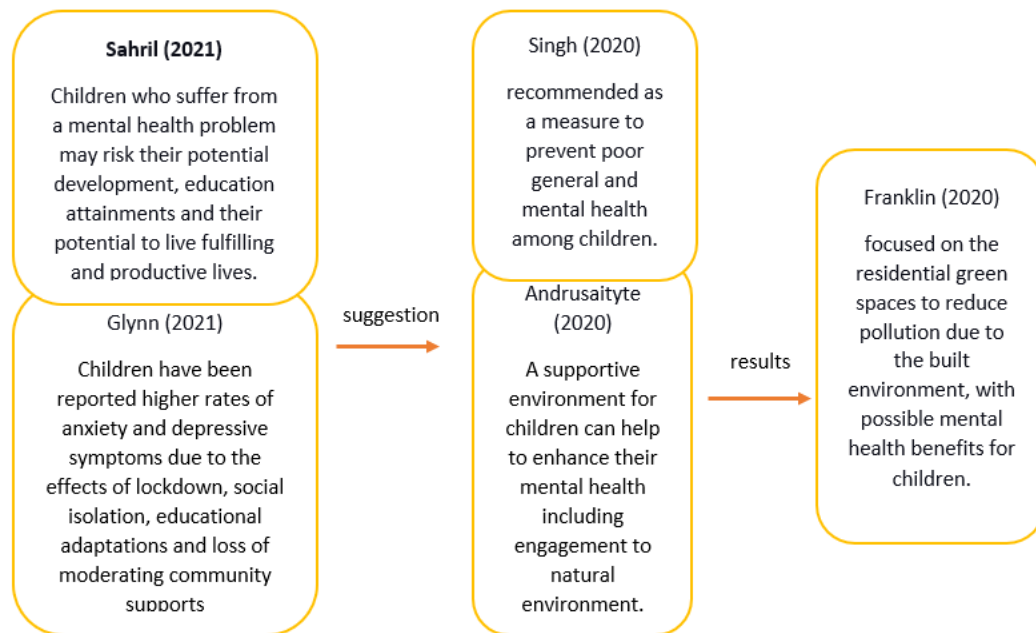 Sahril (2021)
Children who suffer from
a mental health problem
may risk their potential
development, education
attainments and their
potential to live fulfilling
and productive lives.
Glynn (2021)
Children have been
reported higher rates of
anxiety and depressive
symptoms due to the
effects of lockdown, social
isolation, educational
adaptations and loss of
moderating community
supports
suggestion
Singh (2020)
recommended as
a measure to
prevent poor
general and
mental health
among children.
Andrusaityte
(2020)
A supportive
environment for
children can help
to enhance their
mental health
including
engagement to
natural
environment.
results
Franklin (2020)
focused on the
residential green
spaces to reduce
pollution due to
the built
environment, with
possible mental
health benefits for
children.